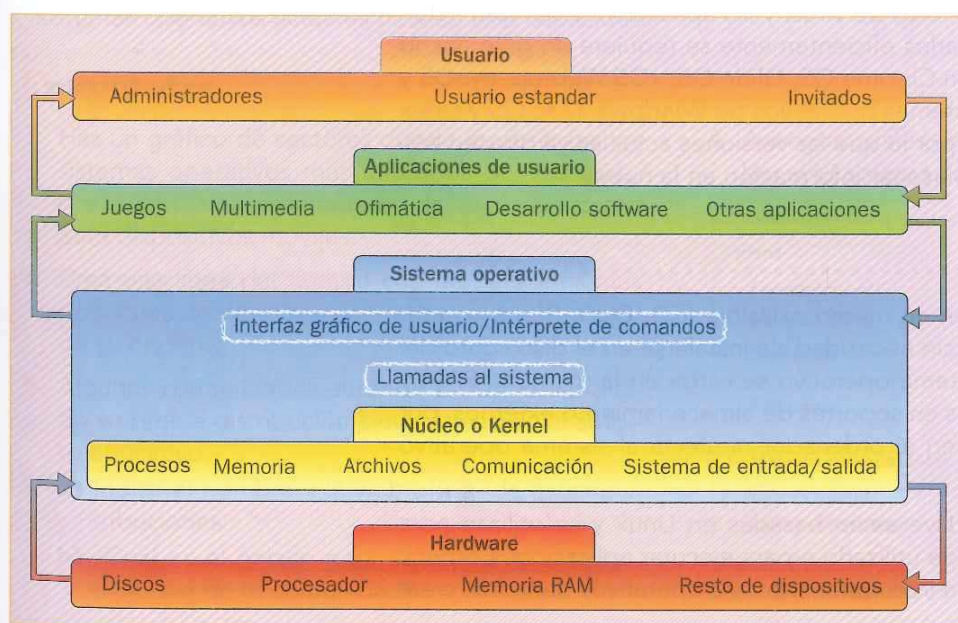 Usuario
Administradores Usuario estandar Invitados
Aplicaciones de usuario
Juegos Multimedia Ofimática Desarrollo software Otras aplicaciones
Sistema operativo
Interfaz gráfico de usuario/Intérprete de comandos
Llamadas al sistema
Núcleo o Kernel
Procesos Memoria Archivos Comunicación Sistema de entrada/salida
Hardware
Discos Procesador Memoria RAM Resto de dispositivos